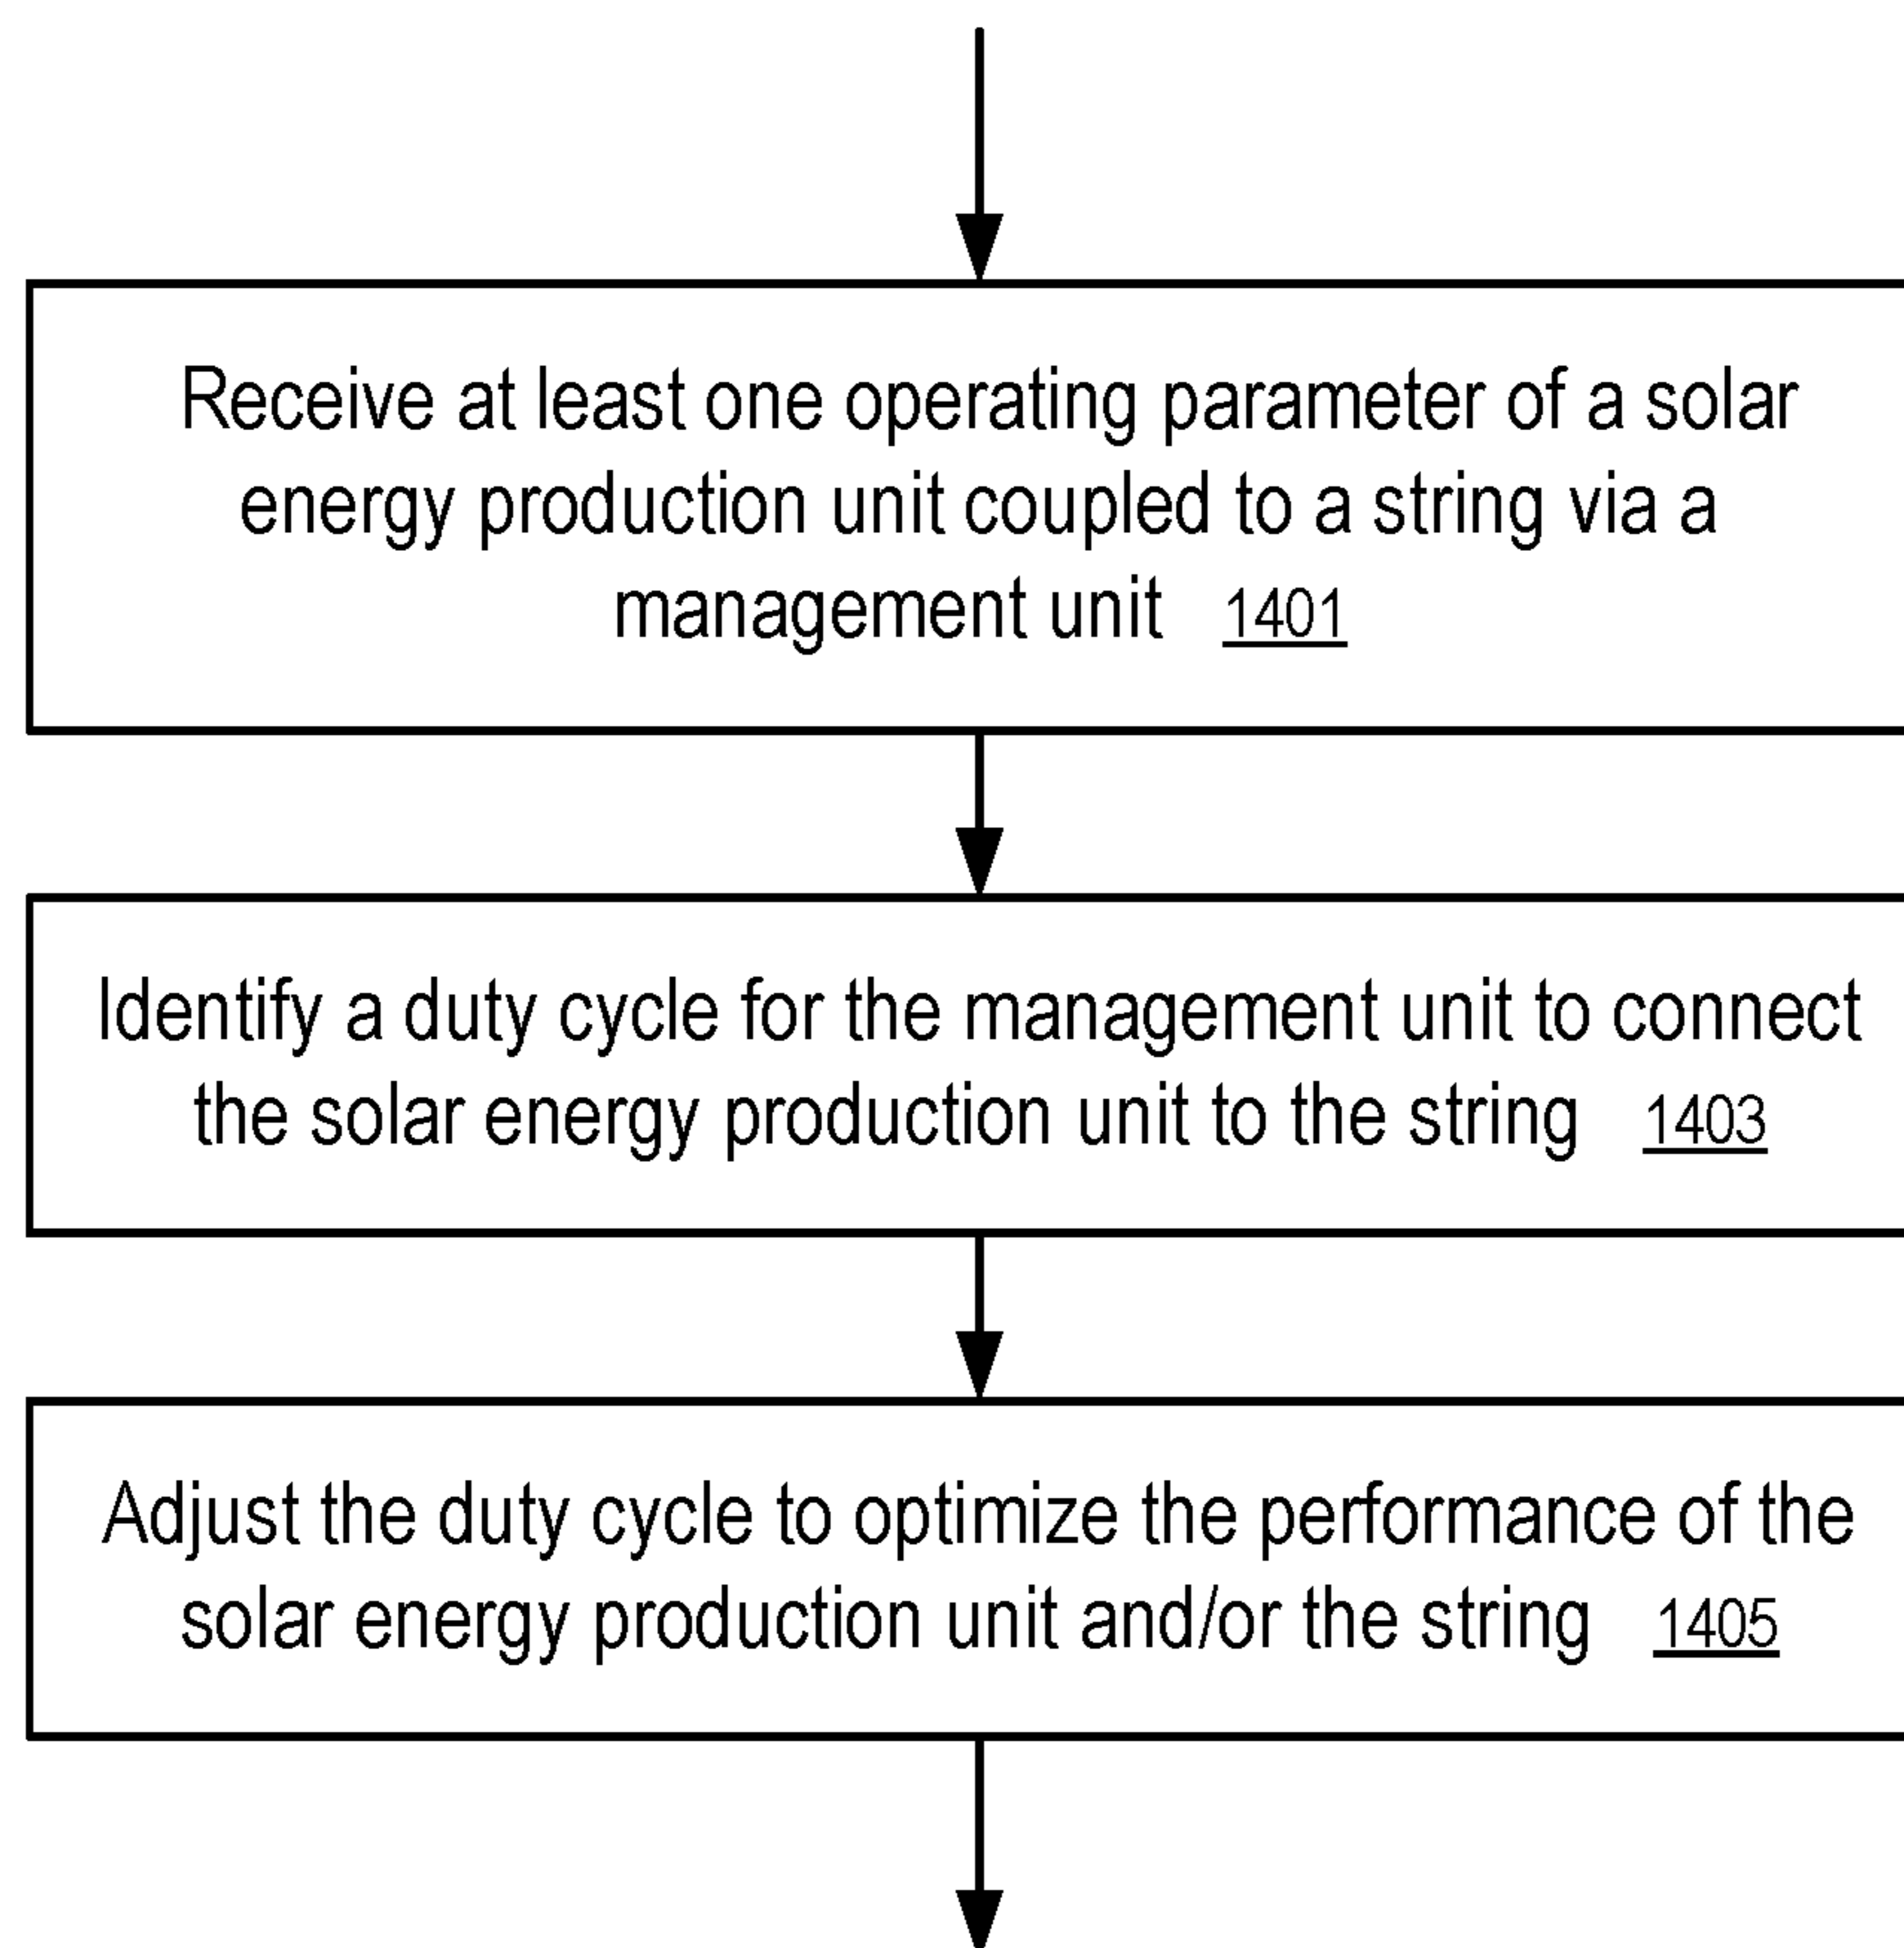 Receive at least one operating parameter of a solar
energy production unit coupled to a string via a
management unit 1401
Identify a duty cycle for the management unit to connect
the solar energy production unit to the string 1403
Adjust the duty cycle to optimize the performance of the
solar energy production unit and/or the string 1405